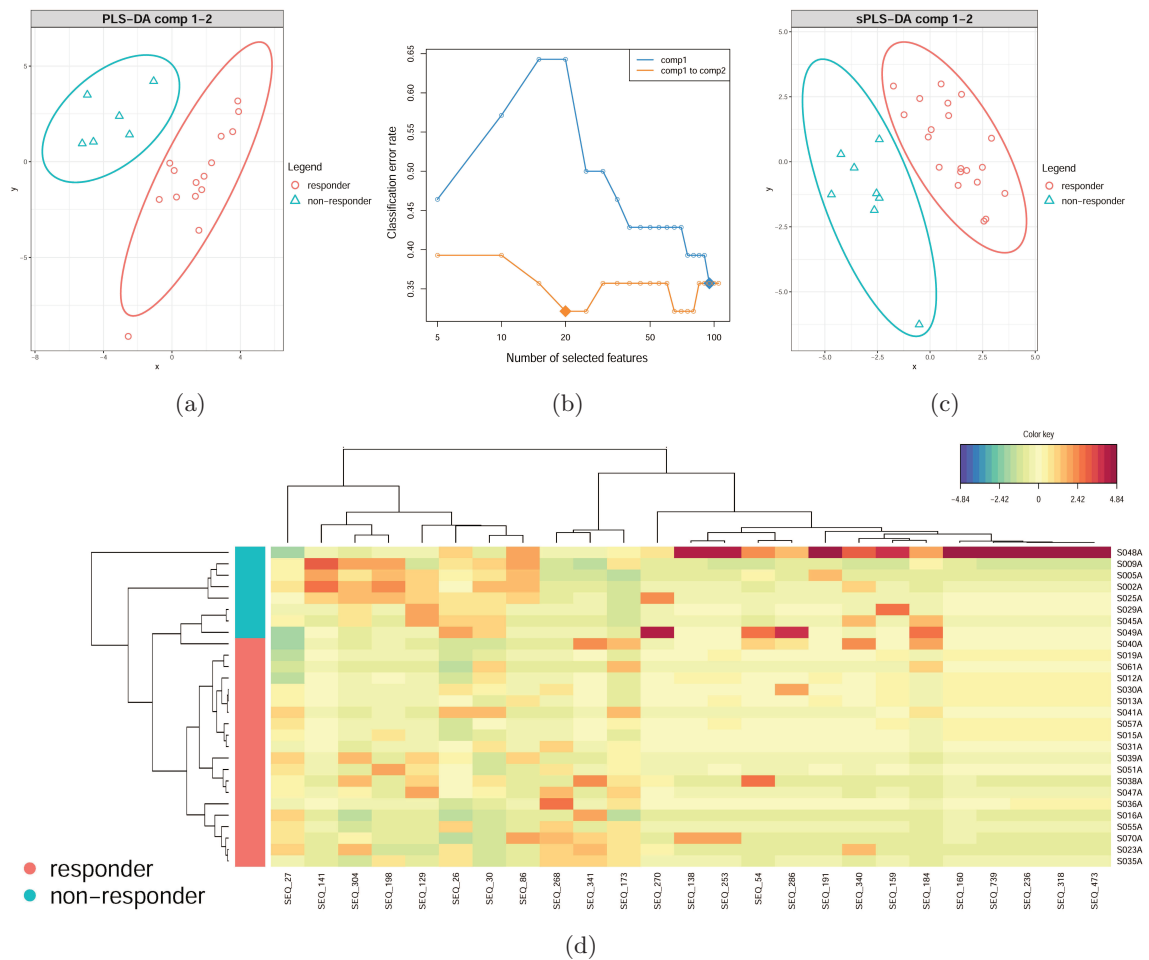 PLS−DA comp 1−2
5
0
−5
y
−8
−4
0
4
x
Legend
responder
non−responder
(a)
comp1
comp1 to comp2
0.65
0.60
0.55
0.50
0.45
0.40
0.35
Classification error rate
5
10
20
50
100
Number of selected features
(b)
sPLS−DA comp 1−2
5.0
2.5
0.0
−2.5
−5.0
y
−5.0
−2.5
0.0
2.5
5.0
x
Legend
responder
non−responder
(c)
Color key
−4.84
−2.42
0
2.42
4.84
S048A
S009A
S005A
S002A
S025A
S029A
S045A
S049A
S040A
S019A
S061A
S012A
S030A
S013A
S041A
S057A
S015A
S031A
S039A
S051A
S038A
S047A
S036A
S016A
S055A
S070A
S023A
S035A
responder
non−responder
SEQ_27
SEQ_141
SEQ_304
SEQ_198
SEQ_129
SEQ_26
SEQ_30
SEQ_86
SEQ_268
SEQ_341
SEQ_173
SEQ_270
SEQ_138
SEQ_253
SEQ_54
SEQ_286
SEQ_191
SEQ_340
SEQ_159
SEQ_184
SEQ_160
SEQ_739
SEQ_236
SEQ_318
SEQ_473
(d)